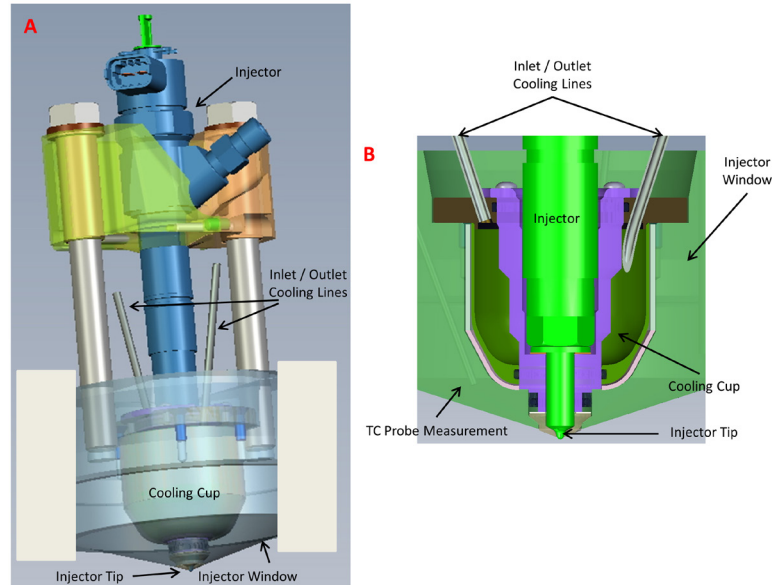 A
Injector
Inlet / Outlet
Cooling Lines
Cooling Cup
Injector Tip
Injector Window
B
Inlet / Outlet
Cooling Lines
Injector
Window
Injector
Cooling Cup
TC Probe Measurement
Injector Tip